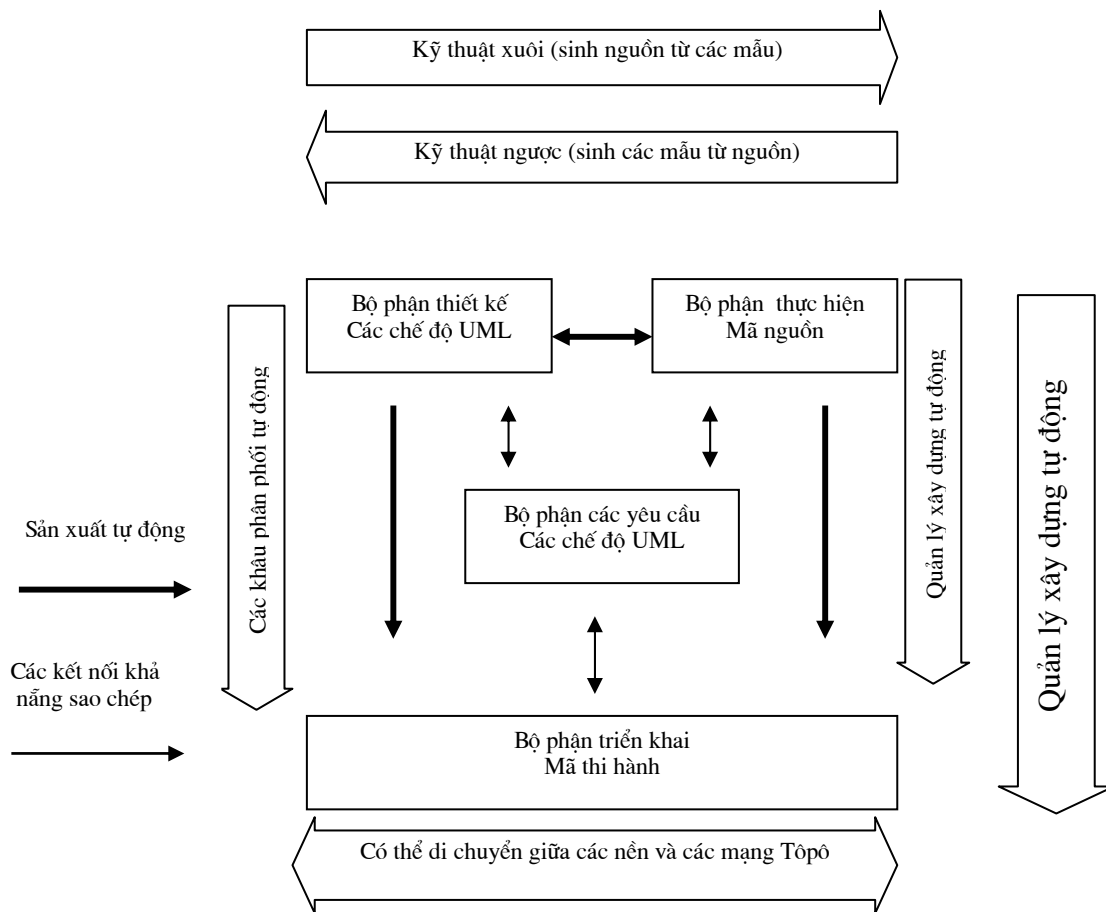 Kỹ thuật xuôi (sinh nguồn từ các mẫu)
Kỹ thuật ngược (sinh các mẫu từ nguồn)
Bộ phận thiết kế
Các chế độ UML
Bộ phận thực hiện
Mã nguồn
Các khâu phân phối tự động
Quản lý xây dựng tự động
Quản lý xây dựng tự động
Bộ phận các yêu cầu
Các chế độ UML
Sản xuất tự động
Các kết nối khả
nẵng sao chép
Bộ phận triển khai
Mã thi hành
Có thể di chuyển giữa các nền và các mạng Tôpô